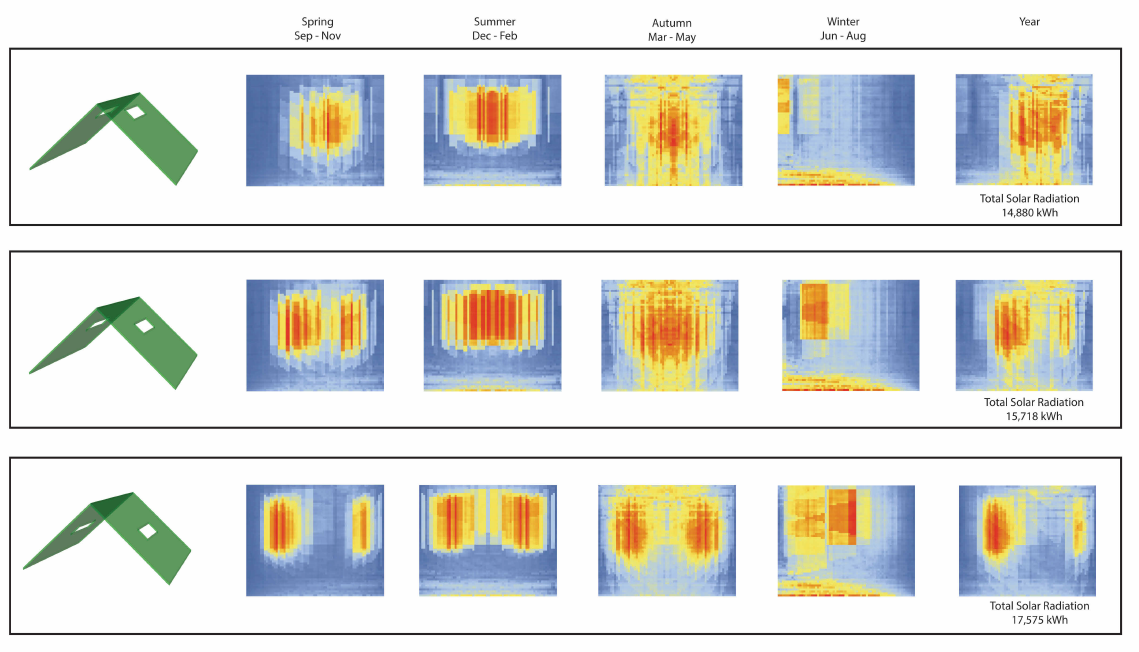 Spring
Sep - Nov
Summer
Dec - Feb
Autumn
Mar - May
Winter
Jun - Aug
Year
Total Solar Radiation
14,880 kWh
Total Solar Radiation
15,718 kWh
Total Solar Radiation
17,575 kWh